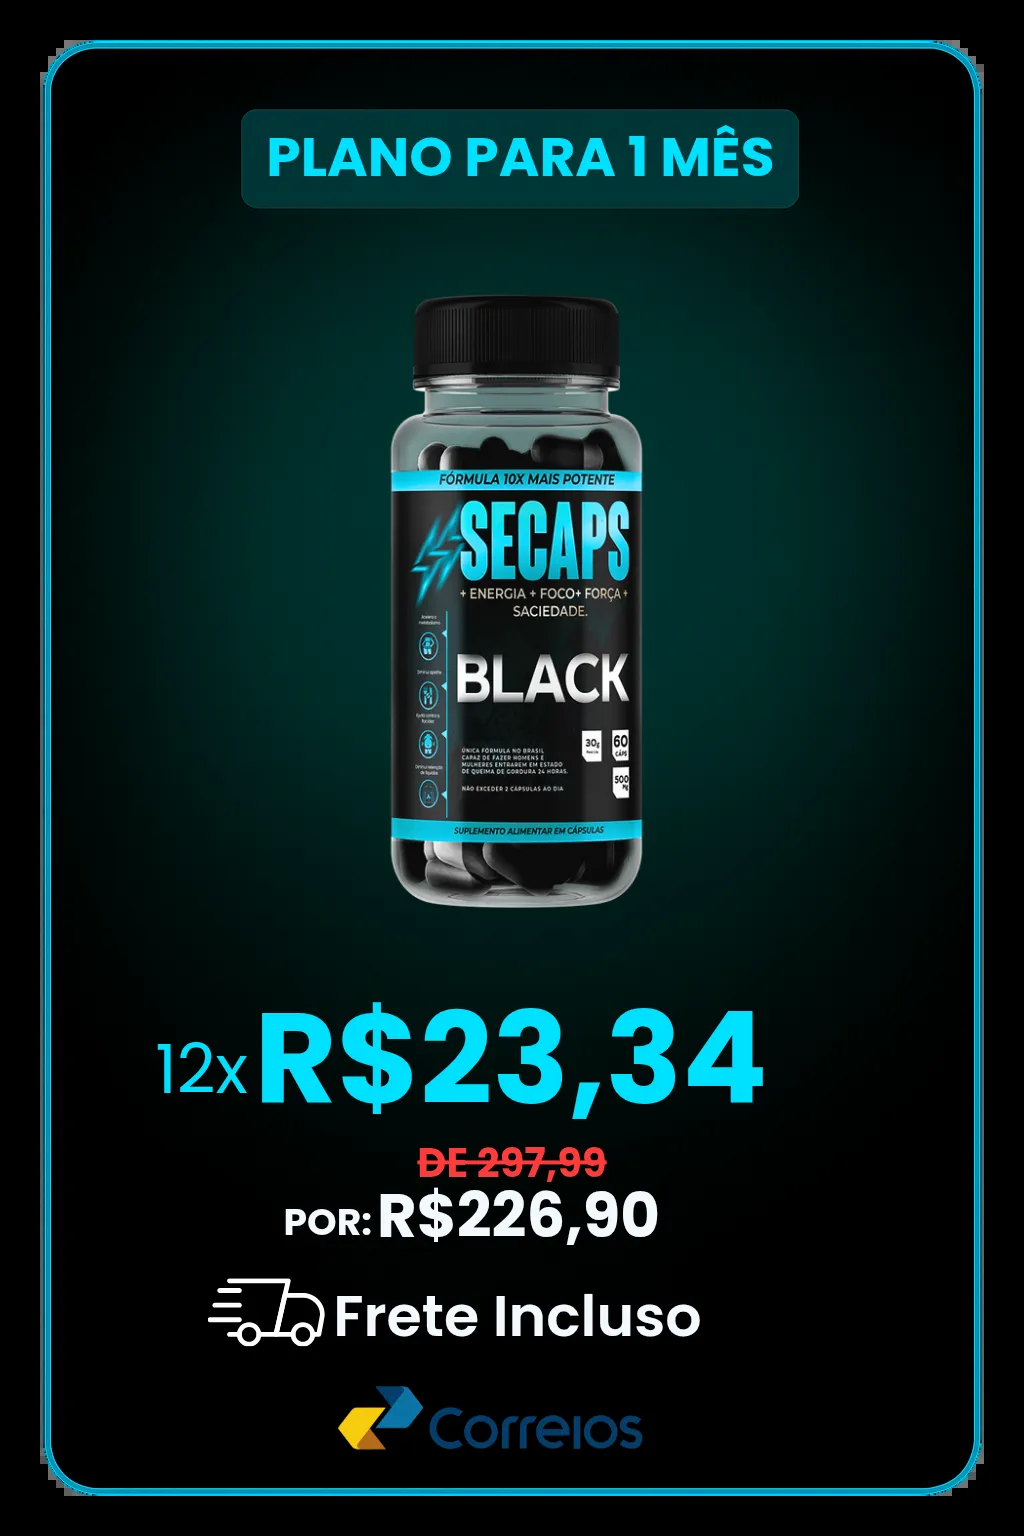 PLANO PARA 1 MÊS
FÓRMULA 10X MAIS POTENTE
SECAPS
+ ENERGIA + FOCO+ FORÇA +
SACIEDADE.
BLACK
30g
60
CÁPS
500
Mg
ÚNICA FÓRMULA NO BRASIL
CAPAZ DE FAZER HOMENS E
MULHERES ENTRAREM EM ESTADO
DE QUEIMA DE GORDURA 24 HORAS.
NÃO EXCEDER 2 CÁPSULAS AO DIA
SUPLEMENTO ALIMENTAR EM CÁPSULAS
12x R$23,34
DE 297,99
POR: R$226,90
Frete Incluso
Correios